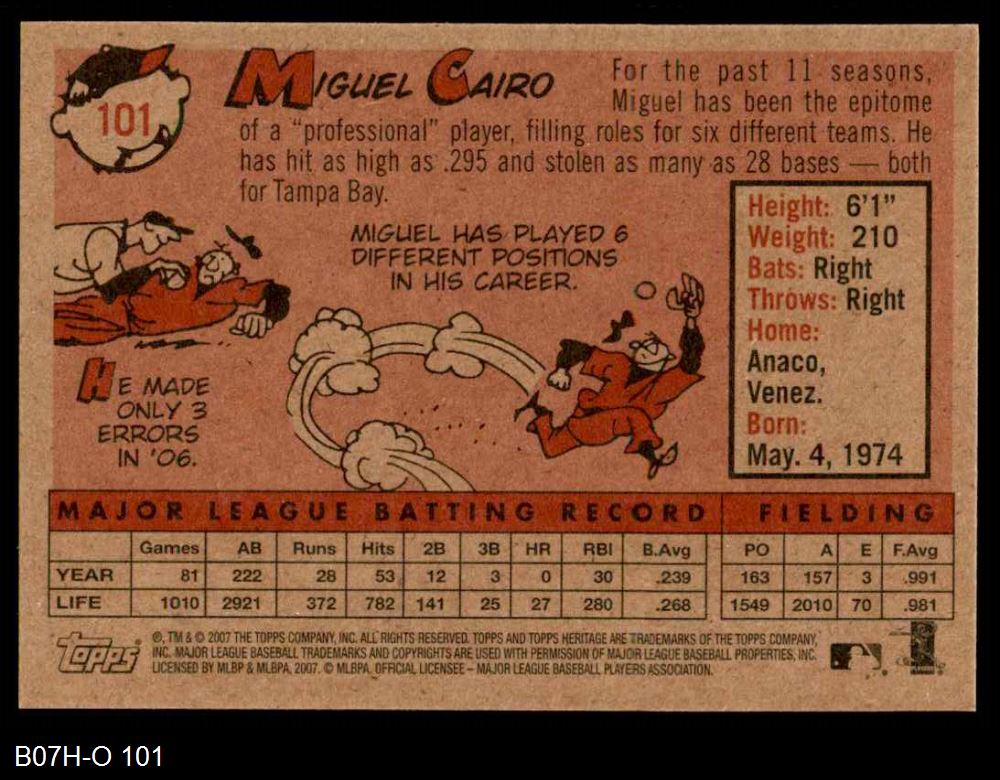 101
MIGUEL CAIRO
For the past 11 seasons,
Miguel has been the epitome
of a “professional” player, filling roles for six different teams. He
has hit as high as .295 and stolen as many as 28 bases — both
for Tampa Bay.
Height: 6'1"
Weight: 210
Bats: Right
Throws: Right
Home:
Anaco,
Venez.
Born:
May. 4, 1974
MIGUEL HAS PLAYED 6
DIFFERENT POSITIONS
IN HIS CAREER.
HE MADE
ONLY 3
ERRORS
IN '06.
MAJOR LEAGUE BATTING RECORD FIELDING
Games AB Runs Hits 2B 3B HR RBI B.Avg PO A E F.Avg
YEAR 81 222 28 53 12 3 0 30 .239 163 157 3 .991
LIFE 1010 2921 372 782 141 25 27 280 .268 1549 2010 70 .981
Topps
®, TM & © 2007 THE TOPPS COMPANY, INC. ALL RIGHTS RESERVED. TOPPS AND TOPPS HERITAGE ARE TRADEMARKS OF THE TOPPS COMPANY,
INC. MAJOR LEAGUE BASEBALL TRADEMARKS AND COPYRIGHTS ARE USED WITH PERMISSION OF MAJOR LEAGUE BASEBALL PROPERTIES, INC.
LICENSED BY MLBP & MLBPA, 2007. © MLBPA, OFFICIAL LICENSEE – MAJOR LEAGUE BASEBALL PLAYERS ASSOCIATION.
B07H-O 101